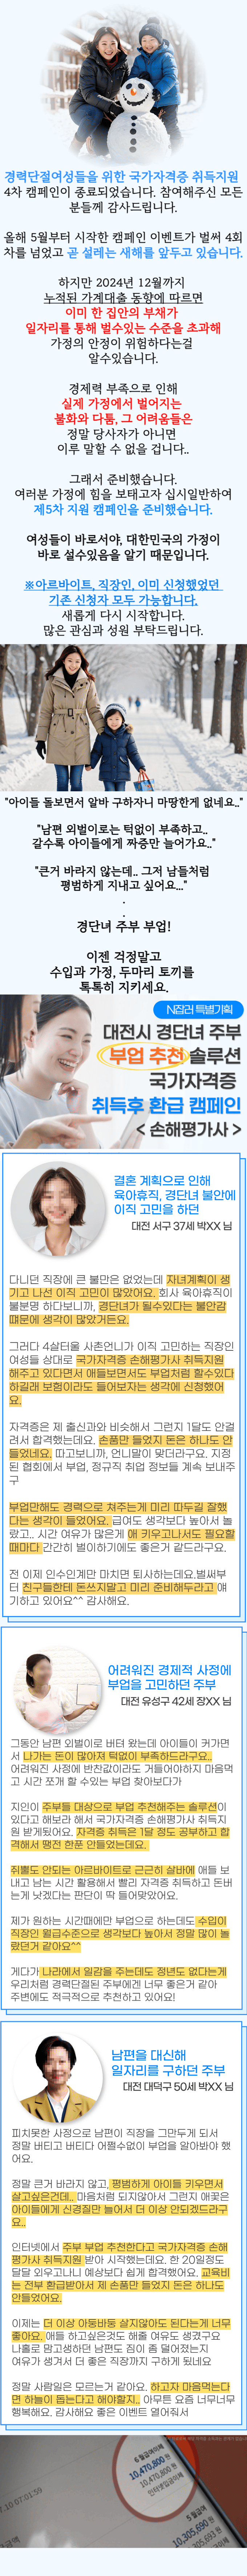 경력단절여성들을 위한 국가자격증 취득지원
4차 캠페인이 종료되었습니다. 참여해주신 모든
분들께 감사드립니다.
올해 5월부터 시작한 캠페인 이벤트가 벌써 4회
차를 넘었고 곧 설레는 새해를 앞두고 있습니다.
하지만 2024년 12월까지
누적된 가계대출 동향에 따르면
이미 한 집안의 부채가
일자리를 통해 벌수있는 수준을 초과해
가정의 안정이 위험하다는걸
알수있습니다.
경제력 부족으로 인해
실제 가정에서 벌어지는
불화와 다툼, 그 어려움들은
정말 당사자가 아니면
이루 말할 수 없을 겁니다..
그래서 준비했습니다.
여러분 가정에 힘을 보태고자 십시일반하여
제5차 지원 캠페인을 준비했습니다.
여성들이 바로서야, 대한민국의 가정이
바로 설수있음을 알기 때문입니다.
※아르바이트, 직장인, 이미 신청했었던
기존 신청자 모두 가능합니다.
새롭게 다시 시작합니다.
많은 관심과 성원 부탁드립니다.
"아이들 돌보면서 알바 구하자니 마땅한게 없네요.."
"남편 외벌이로는 턱없이 부족하고..
갈수록 아이들에게 짜증만 늘어가요.."
"큰거 바라지 않는데.. 그저 남들처럼
평범하게 지내고 싶어요..."
.
.
경단녀 주부 부업!
이젠 걱정말고
수입과 가정, 두마리 토끼를
톡톡히 지키세요.
N잡러 특별기획
대전시 경단녀 주부
부업 추천 솔루션
국가자격증
취득후 환급 캠페인
< 손해평가사 >
결혼 계획으로 인해
육아휴직, 경단녀 불안에
이직 고민을 하던
대전 서구 37세 박XX 님
다니던 직장에 큰 불만은 없었는데 자녀계획이 생
기고 나선 이직 고민이 많았어요. 회사 육아휴직이
불분명 하다보니까, 경단녀가 될수있다는 불안감
때문에 생각이 많았거든요.
그러다 4살터울 사촌언니가 이직 고민하는 직장인
여성들 상대로 국가자격증 손해평가사 취득지원
해주고 있다면서 애들보면서도 부업처럼 할수있다
하길래 보험이라도 들어보자는 생각에 신청했어
요.
자격증은 제 출신과와 비슷해서 그런지 1달도 안걸
려서 합격했는데요. 손품만 들었지 돈은 하나도 안
들었네요. 따고보니까, 언니말이 맞더라구요. 지정
된 협회에서 부업, 정규직 취업 정보들 계속 보내주
구
부업만해도 경력으로 쳐주는게 미리 따두길 잘했
다는 생각이 들었어요. 급여도 생각보다 높아서 놀
랐고.. 시간 여유가 많은게 애 키우고나서도 필요할
때마다 간간히 벌이하기에도 좋은거 같드라구요.
전 이제 인수인계만 마치면 퇴사하는데요.벌써부
터 친구들한테 돈쓰지말고 미리 준비해두라고 얘
기하고 있어요^^ 감사해요.
어려워진 경제적 사정에
부업을 고민하던 주부
대전 유성구 42세 장XX 님
그동안 남편 외벌이로 버텨 왔는데 아이들이 커가면
서 나가는 돈이 많아져 턱없이 부족하드라구요..
어려워진 사정에 반찬값이라도 거들어야하지 마음먹
고 시간 쪼개 할 수있는 부업 찾아보다가
지인이 주부들 대상으로 부업 추천해주는 솔루션이
있다고 해보라 해서 국가자격증 손해평가사 취득지
원 받게됬어요. 자격증 취득은 1달 정도 공부하고 합
격해서 땡전 한푼 안들었는데요.
쥐뿔도 안되는 아르바이트로 근근히 살바에 애들 보
내고 남는 시간 활용해서 빨리 자격증 취득하고 돈버
는게 낫겠다는 판단이 딱 들어맞았어요.
제가 원하는 시간때에만 부업으로 하는데도 수입이
직장인 월급수준으로 생각보다 높아서 정말 많이 놀
랐던거 같아요^^
게다가 나라에서 일감을 주는데도 정년도 없다는게
우리처럼 경력단절된 주부에겐 너무 좋은거 같아
주변에도 적극적으로 추천하고 있어요!
남편을 대신해
일자리를 구하던 주부
대전 대덕구 50세 박XX 님
피치못한 사정으로 남편이 직장을 그만두게 되서
정말 버티고 버티다 어쩔수없이 부업을 알아봐야 했
어요.
정말 큰거 바라지 않고, 평범하게 아이들 키우면서
살고싶은건데.. 마음처럼 되지않아서 그런지 애꿎은
아이들에게 신경질만 늘어서 더 이상 안되겠드라구
요..
인터넷에서 주부 부업 추천한다고 국가자격증 손해
평가사 취득지원 받아 시작했는데요. 한 20일정도
달달 외우고나니 예상보다 쉽게 합격했어요. 교육비
는 전부 환급받아서 제 손품만 들었지 돈은 하나도
안들었어요.
이제는 더 이상 아둥바둥 살지않아도 된다는게 너무
좋아요. 애들 하고싶은것도 해줄 여유도 생겼구요
나홀로 맘고생하던 남편도 짐이 좀 덜어졌는지
여유가 생겨서 더 좋은 직장까지 구하게 됬네요
정말 사람일은 모르는거 같아요. 하고자 마음먹는다
면 하늘이 돕는다고 해야할지.. 아무튼 요즘 너무너무
행복해요. 감사해요 좋은 이벤트 열어줘서
6 월급여이체
10,470,800 원
10,470,800 원
인터넷입금이체
5 월급여
10,305,690 원